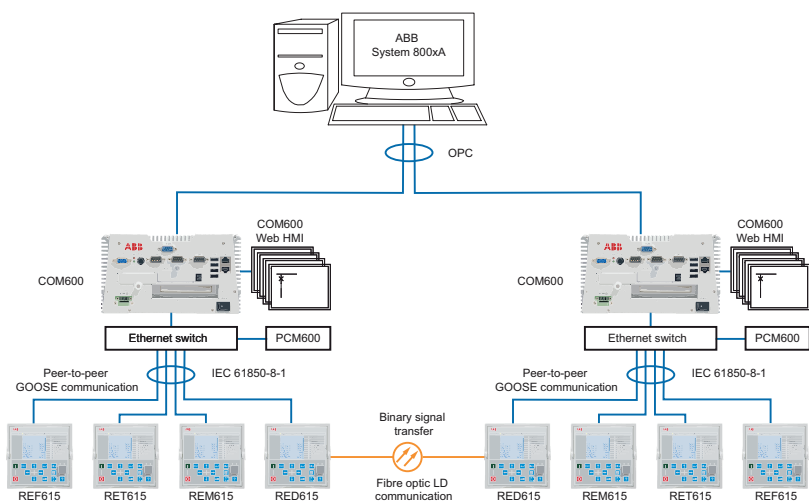 ABB
System 800xA
OPC
COM600
Web HMI
COM600
Web HMI
ABB
ABB
COM600
COM600
Ethernet switch
PCM600
Ethernet switch
PCM600
Peer-to-peer
GOOSE communication
IEC 61850-8-1
Peer-to-peer
GOOSE communication
IEC 61850-8-1
Binary signal
transfer
Fibre optic LD
communication
REF615
RET615
REM615
RED615
RED615
REM615
RET615
REF615